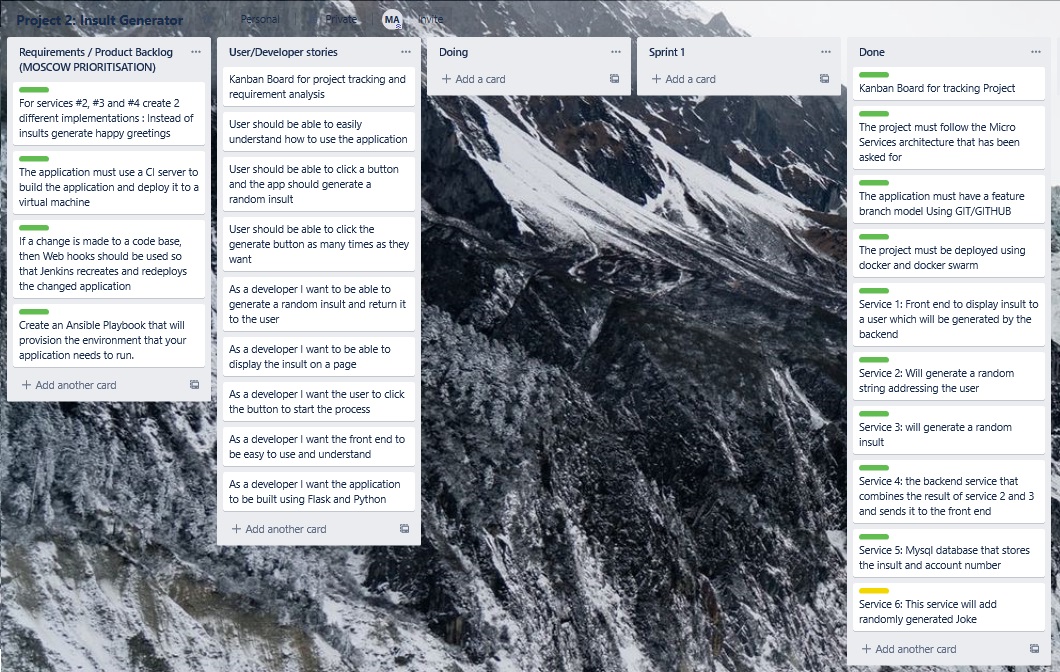 Project 2: Insult Generator
Personal
Private
MA
Invite
Requirements / Product Backlog
(MOSCOW PRIORITISATION)
For services #2, #3 and #4 create 2
different implementations : Instead of
insults generate happy greetings
The application must use a CI server to
build the application and deploy it to a
virtual machine
If a change is made to a code base,
then Web hooks should be used so
that Jenkins recreates and redeploys
the changed application
Create an Ansible Playbook that will
provision the environment that your
application needs to run.
+ Add another card
User/Developer stories
Kanban Board for project tracking and
requirement analysis
User should be able to easily
understand how to use the application
User should be able to click a button
and the app should generate a
random insult
User should be able to click the
generate button as many times as they
want
As a developer I want to be able to
generate a random insult and return it
to the user
As a developer I want to be able to
display the insult on a page
As a developer I want the user to click
the button to start the process
As a developer I want the front end to
be easy to use and understand
As a developer I want the application
to be built using Flask and Python
+ Add another card
Doing
+ Add a card
Sprint 1
+ Add a card
Done
Kanban Board for tracking Project
The project must follow the Micro
Services architecture that has been
asked for
The application must have a feature
branch model Using GIT/GITHUB
The project must be deployed using
docker and docker swarm
Service 1: Front end to display insult to
a user which will be generated by the
backend
Service 2: Will generate a random
string addressing the user
Service 3: will generate a random
insult
Service 4: the backend service that
combines the result of service 2 and 3
and sends it to the front end
Service 5: Mysql database that stores
the insult and account number
Service 6: This service will add
randomly generated Joke
+ Add another card